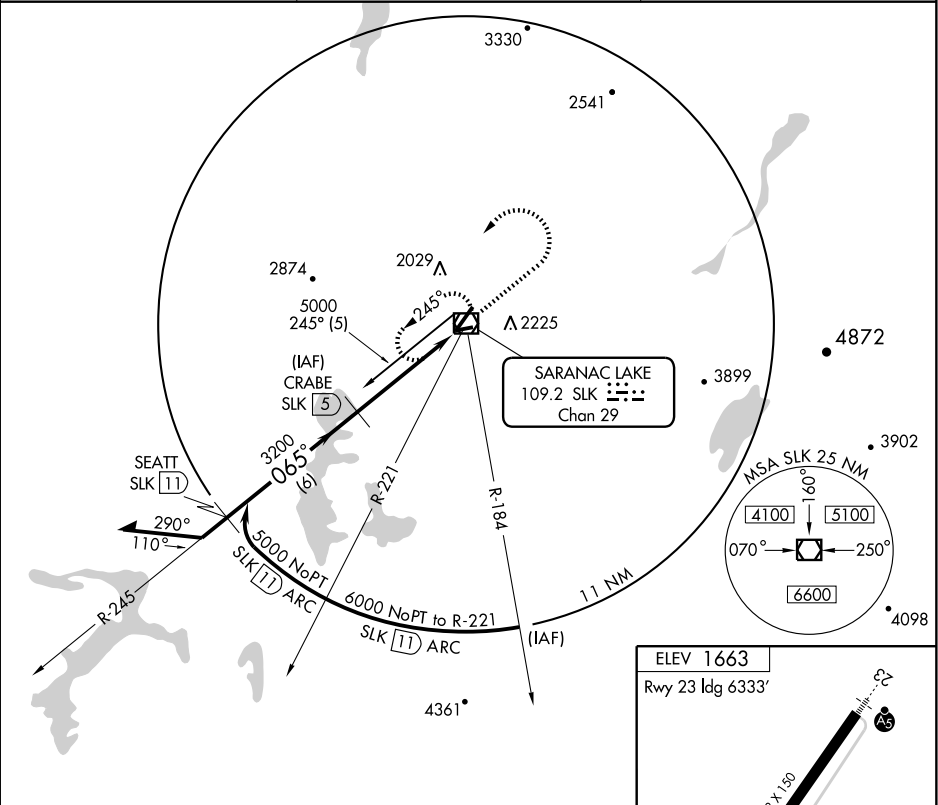 3330
2541
2029
2874
5000
245° (5)
245°
2225
(IAF)
CRABE
SLK 5
SARANAC LAKE
109.2 SLK
Chan 29
4872
3899
3902
3200
065°
(6)
SEATT
SLK 11
R-221
R-184
MSA SLK 25 NM
160°
4100
5100
070°
250°
6600
290°
110°
R-245
5000 NoPT
SLK 11 ARC
6000 NoPT to R-221
SLK 11 ARC
11 NM
(IAF)
4098
4361
ELEV 1663
Rwy 23 ldg 6333'
23
A5
X 150